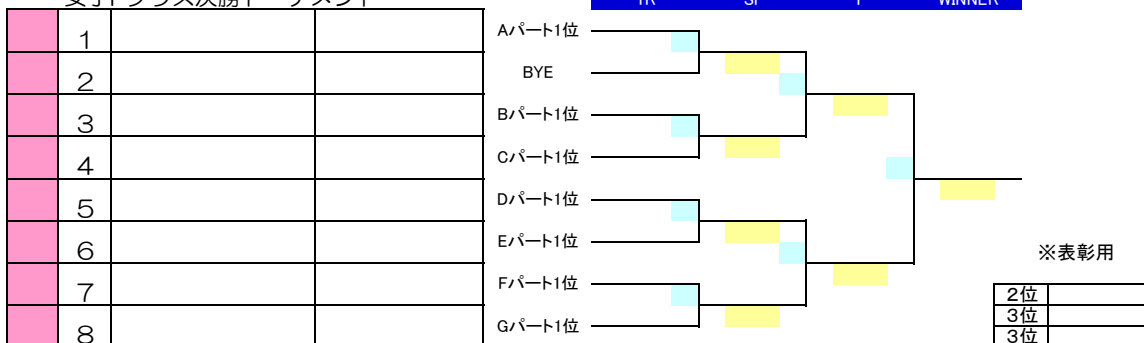 1R SF F WINNER
1 Aパート1位
2 BYE
3 Bパート1位
4 Cパート1位
5 Dパート1位
6 Eパート1位
※表彰用
7 Fパート1位
2位
8 Gパート1位
3位
3位